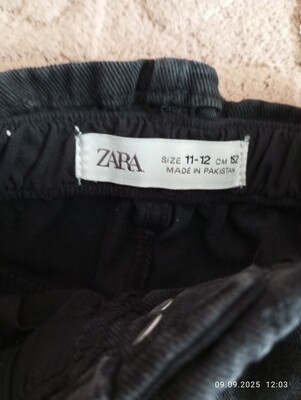 ZARA SIZE 11-12 CM 152
MADE IN PAKISTAN
09.09.2025 12:03